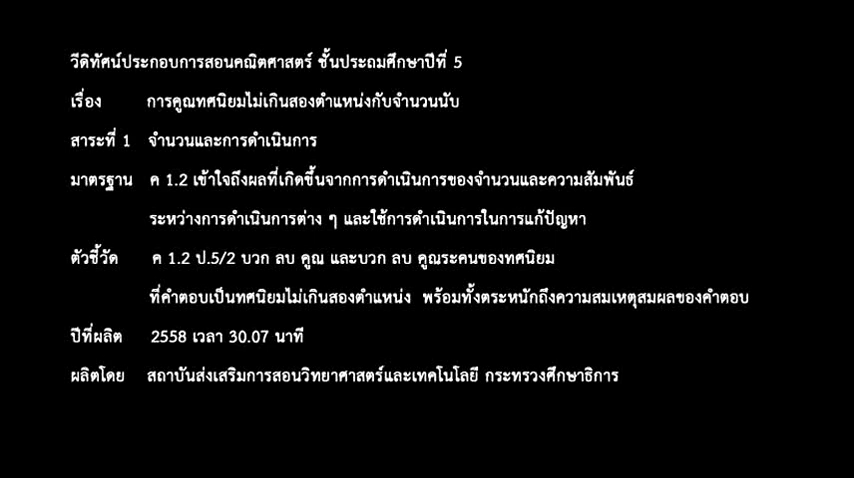 วีดิทัศน์ประกอบการสอนคณิตศาสตร์ ชั้นประถมศึกษาปีที่ 5
เรื่อง การคูณทศนิยมไม่เกินสองตำแหน่งกับจำนวนนับ
สาระที่ 1 จำนวนและการดำเนินการ
มาตรฐาน ค 1.2 เข้าใจถึงผลที่เกิดขึ้นจากการดำเนินการของจำนวนและความสัมพันธ์
ระหว่างการดำเนินการต่าง ๆ และใช้การดำเนินการในการแก้ปัญหา
ตัวชี้วัด ค 1.2 ป.5/2 บวก ลบ คูณ และบวก ลบ คูณระคนของทศนิยม
ที่คำตอบเป็นทศนิยมไม่เกินสองตำแหน่ง พร้อมทั้งตระหนักถึงความสมเหตุสมผลของคำตอบ
ปีที่ผลิต 2558 เวลา 30.07 นาที
ผลิตโดย สถาบันส่งเสริมการสอนวิทยาศาสตร์และเทคโนโลยี กระทรวงศึกษาธิการ